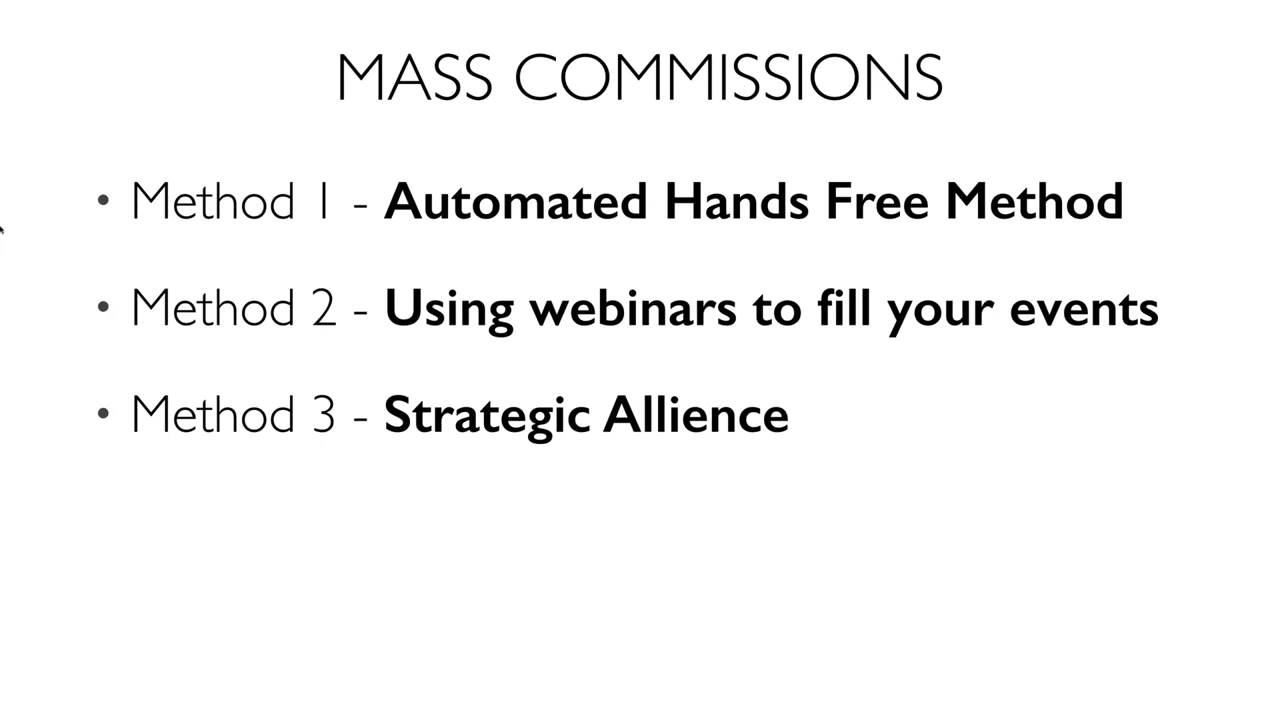 MASS COMMISSIONS
• Method 1 - Automated Hands Free Method
• Method 2 - Using webinars to fill your events
• Method 3 - Strategic Allience